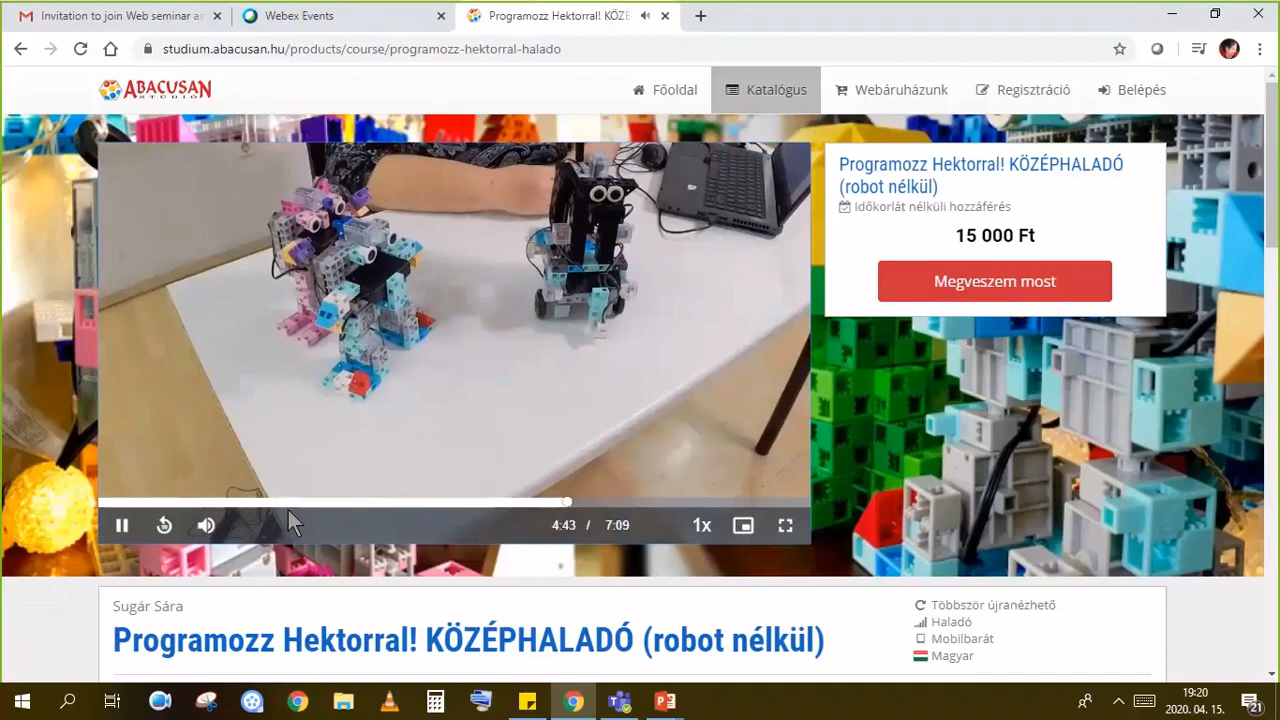 Invitation to join Web seminar as
Webex Events
Programozz Hektorral! KÖZÉ
studium.abacusan.hu/products/course/programozz-hektorral-halado
ABACUSAN
STUDIO
Főoldal
Katalógus
Webáruházunk
Regisztráció
Belépés
Programozz Hektorral! KÖZÉPHALADÓ
(robot nélkül)
Időkorlát nélküli hozzáférés
15 000 Ft
Megveszem most
4:43 / 7:09
1x
Sugár Sára
Programozz Hektorral! KÖZÉPHALADÓ (robot nélkül)
Többször újranézhető
Haladó
Mobilbarát
Magyar
19:20
2020. 04. 15.
21